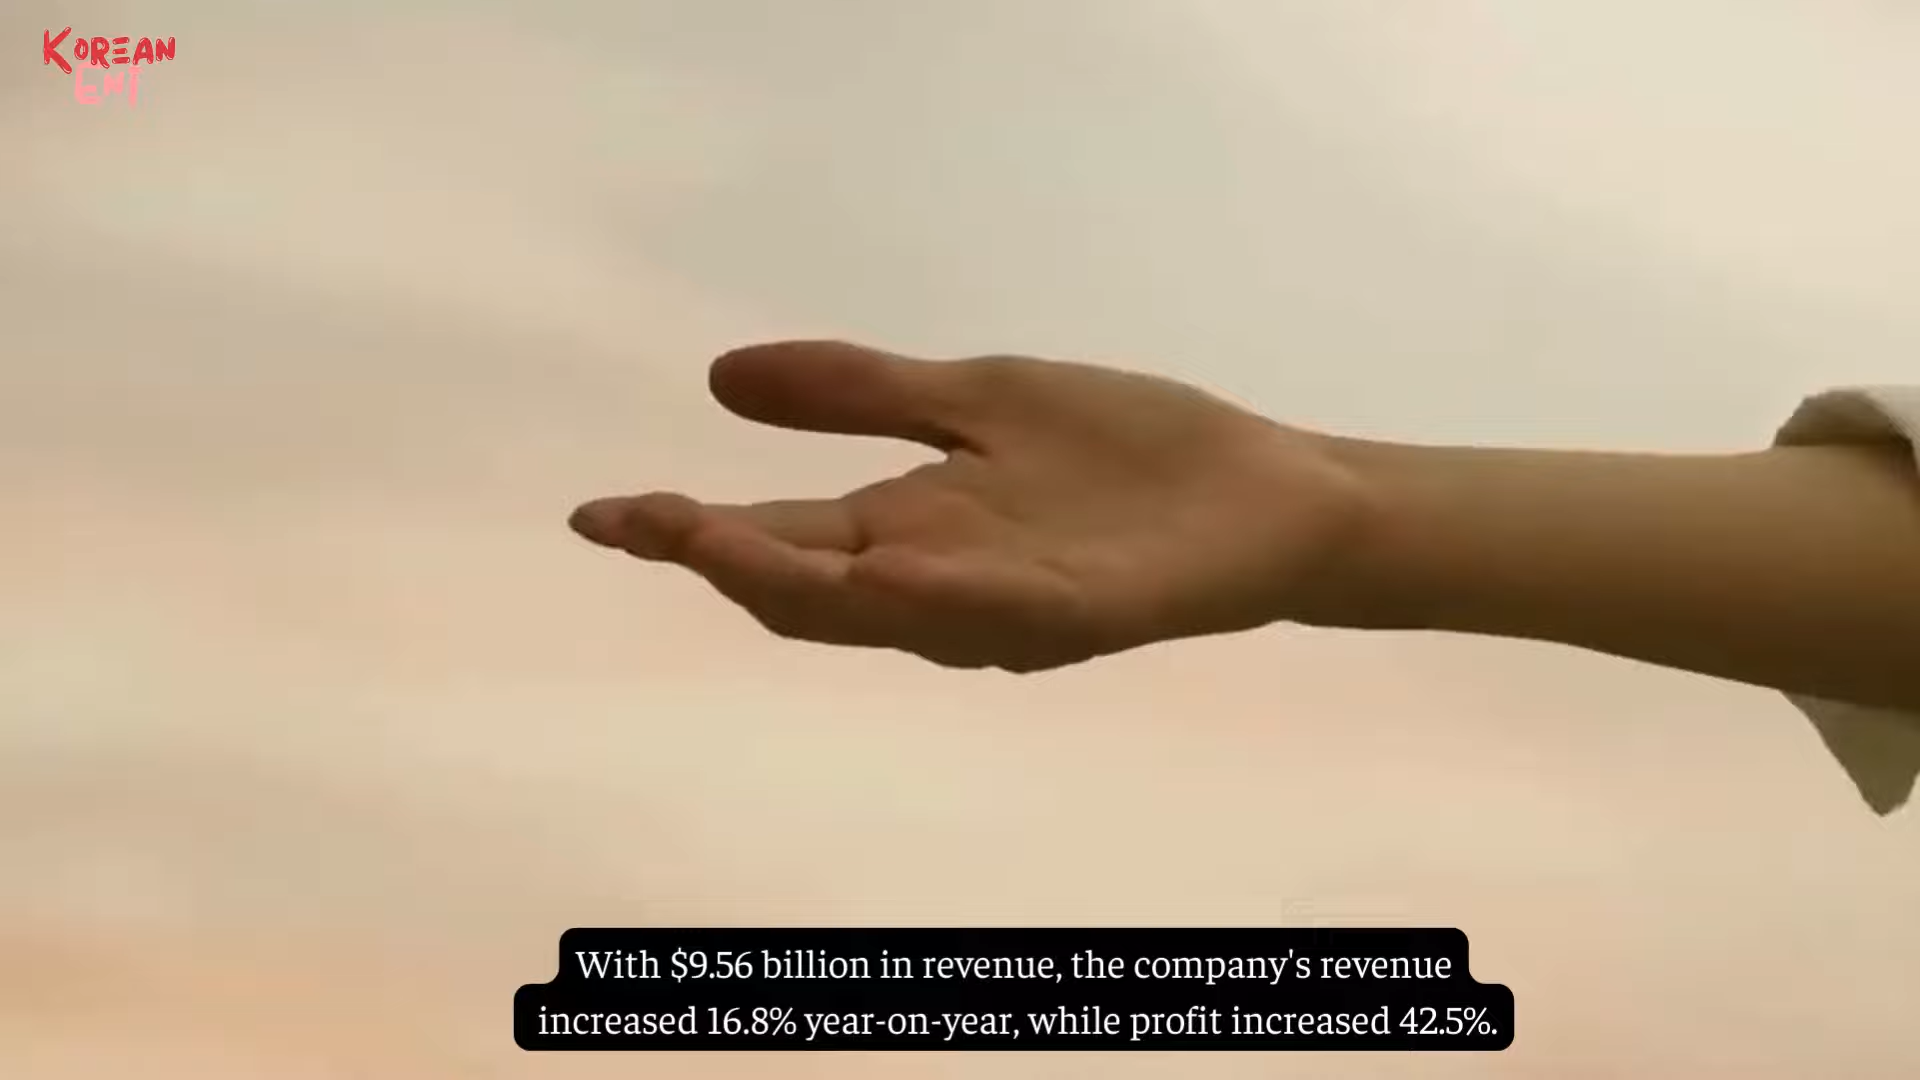 KOREAN
ENT
With $9.56 billion in revenue, the company's revenue
increased 16.8% year-on-year, while profit increased 42.5%.